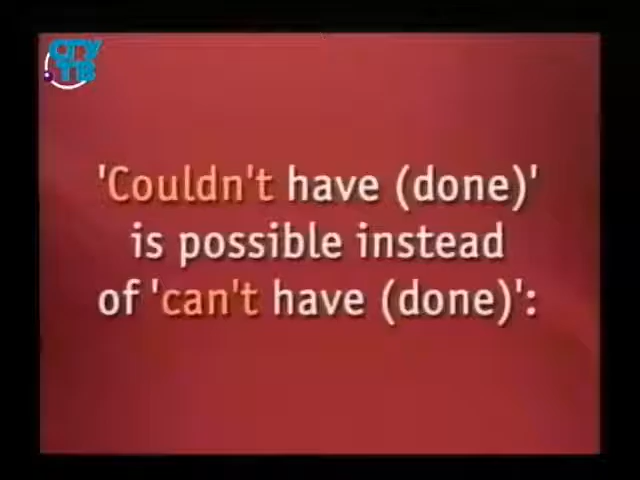 'Couldn't have (done)'
is possible instead
of 'can't have (done)':